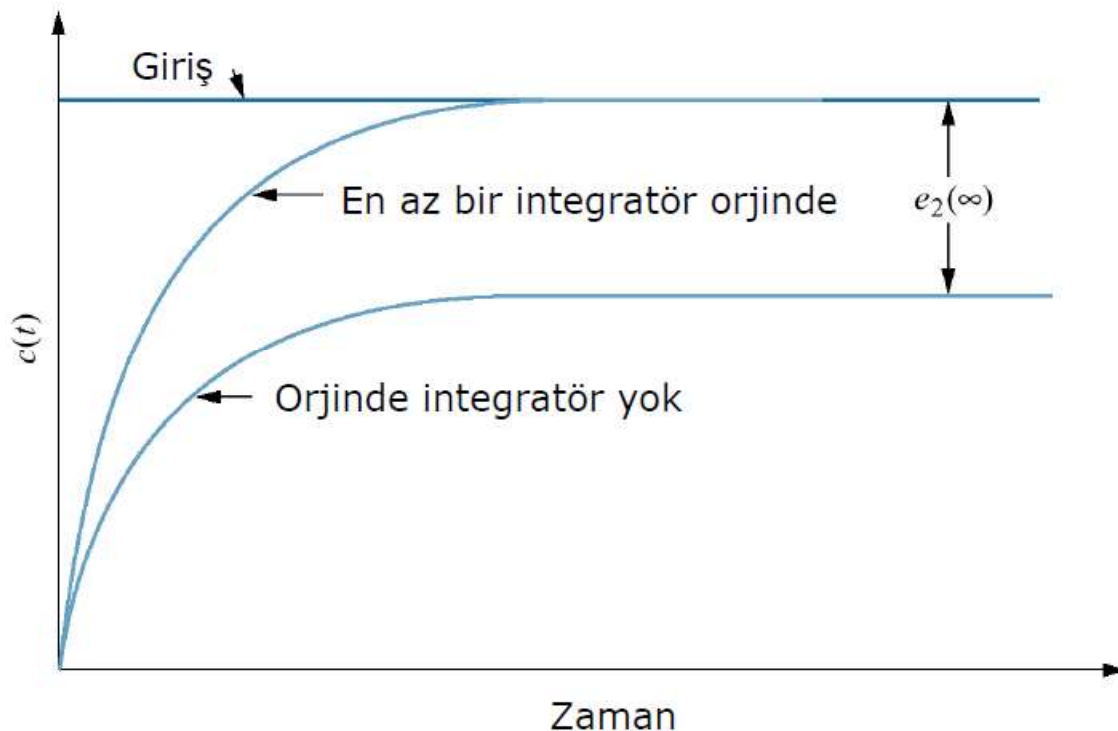 Giriş
En az bir integratör orjinde
e₂(∞)
c(t)
Orjinde integratör yok
Zaman